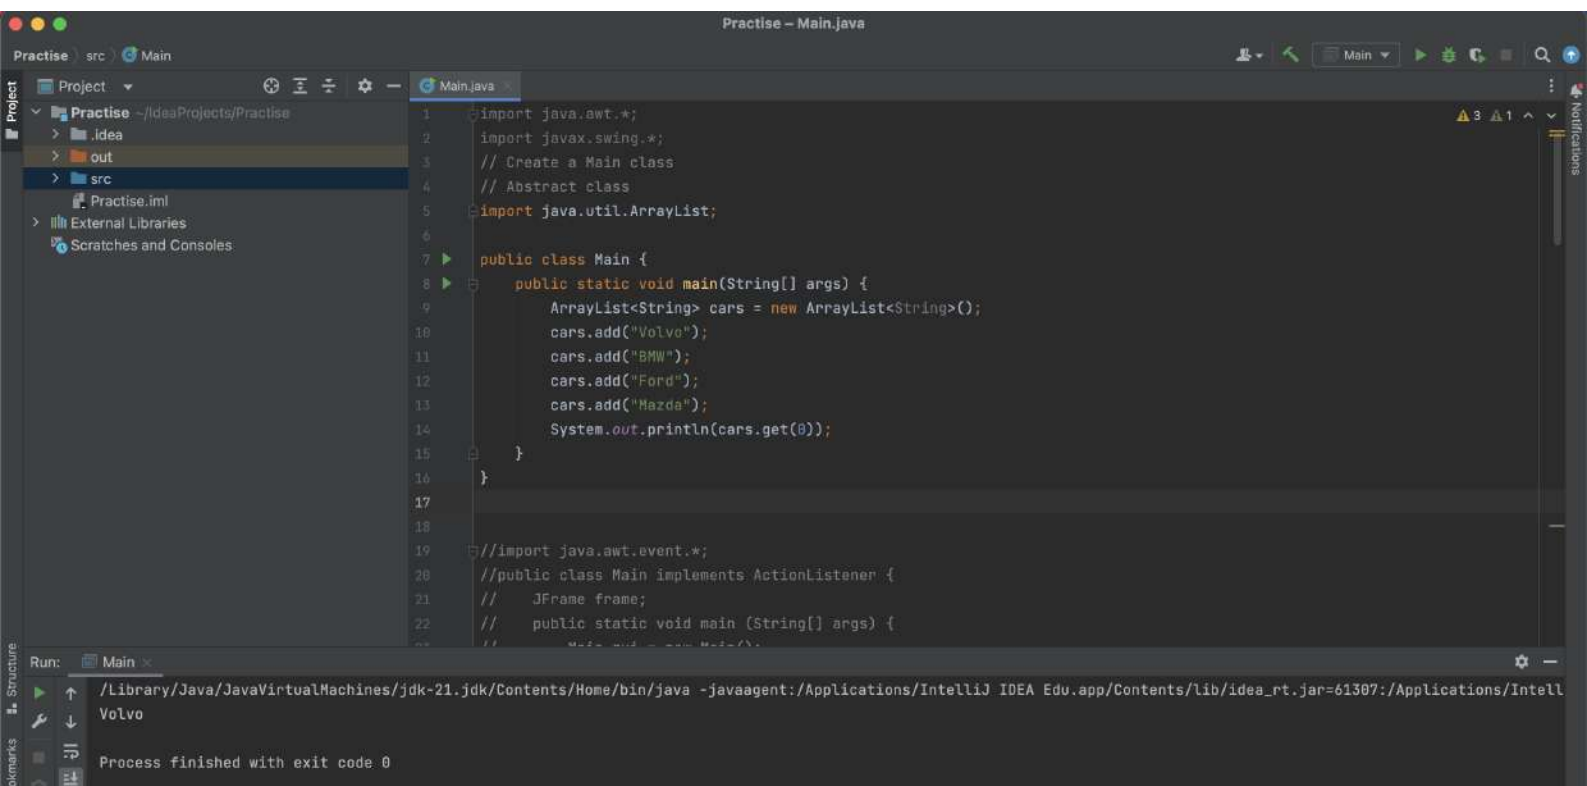 Practise – Main.java
Practise src Main
Main
Project
Project
Main.java
Practise ~/IdeaProjects/Practise
.idea
out
src
Practise.iml
External Libraries
Scratches and Consoles
3 1
Notifications
1 import java.awt.*;
2 import javax.swing.*;
3 // Create a Main class
4 // Abstract class
5 import java.util.ArrayList;
6
7 public class Main {
8 public static void main(String[] args) {
9 ArrayList<String> cars = new ArrayList<String>();
10 cars.add("Volvo");
11 cars.add("BMW");
12 cars.add("Ford");
13 cars.add("Mazda");
14 System.out.println(cars.get(0));
15 }
16 }
17
18
19 //import java.awt.event.*;
20 //public class Main implements ActionListener {
21 // JFrame frame;
22 // public static void main (String[] args) {
Structure
Run: Main
/Library/Java/JavaVirtualMachines/jdk-21.jdk/Contents/Home/bin/java -javaagent:/Applications/IntelliJ IDEA Edu.app/Contents/lib/idea_rt.jar=61307:/Applications/Intell
Volvo
Process finished with exit code 0